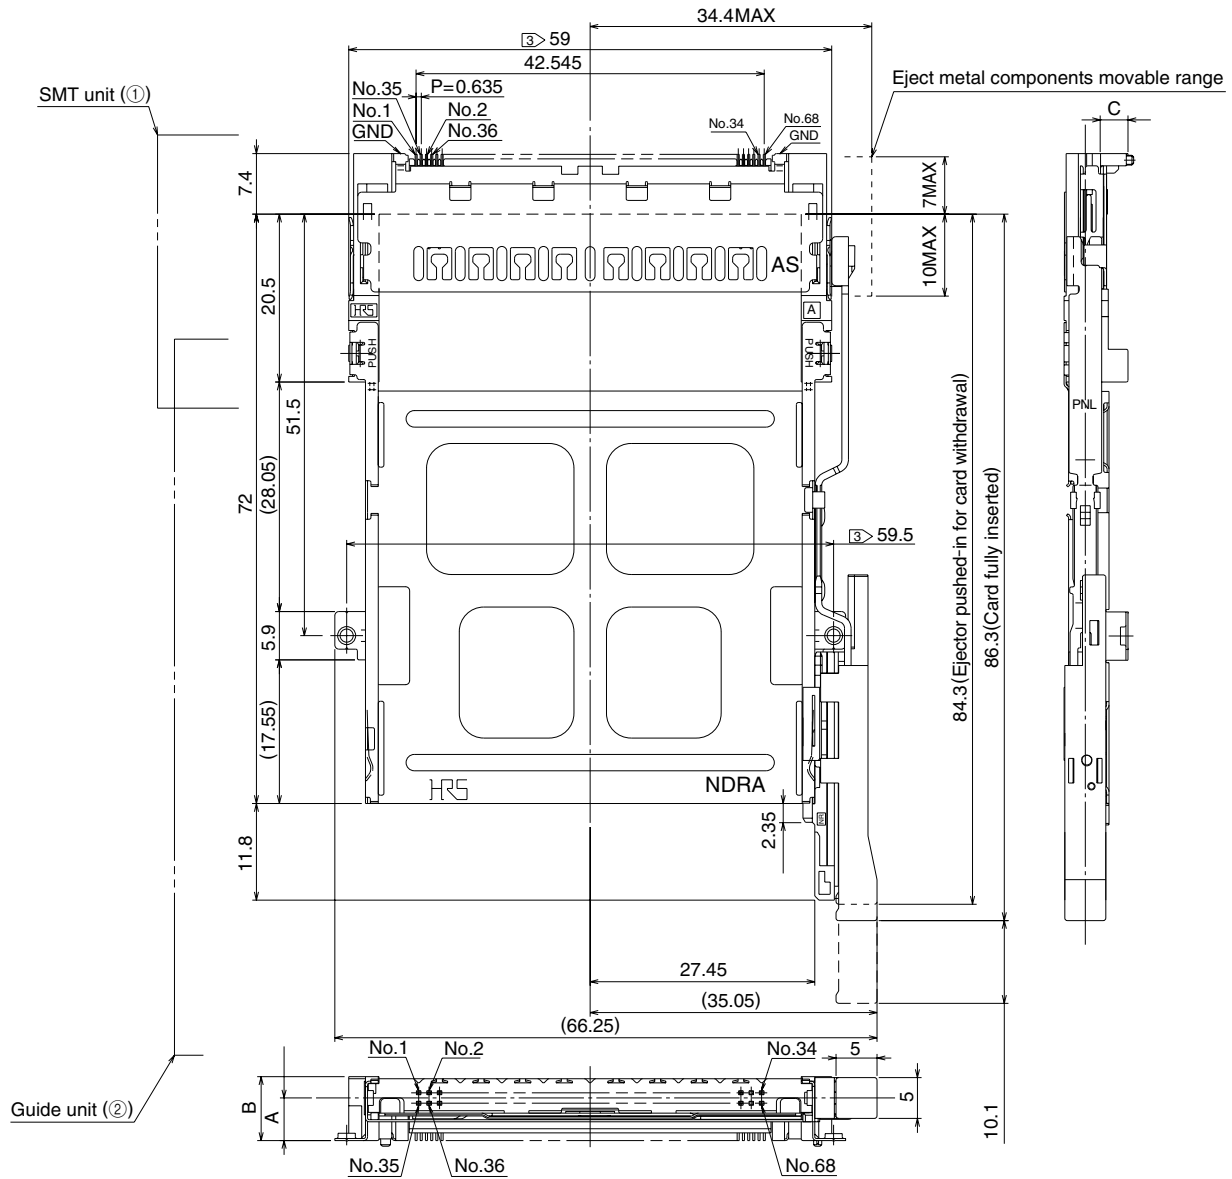 34.4MAX
3 59
42.545
Eject metal components movable range
SMT unit (①)
No.35
P=0.635
No.1
No.2
GND
No.36
No.34
No.68
GND
C
7.4
7MAX
10MAX
AS
20.5
HRS
A
PUSH
PUSH
51.5
PNL
(28.05)
72
84.3(Ejector pushed-in for card withdrawal)
86.3(Card fully inserted)
3 59.5
5.9
(17.55)
HRS
NDRA
2.35
11.8
27.45
(35.05)
(66.25)
10.1
No.1
No.2
No.34
5
5
Guide unit (②)
B
A
No.35
No.36
No.68